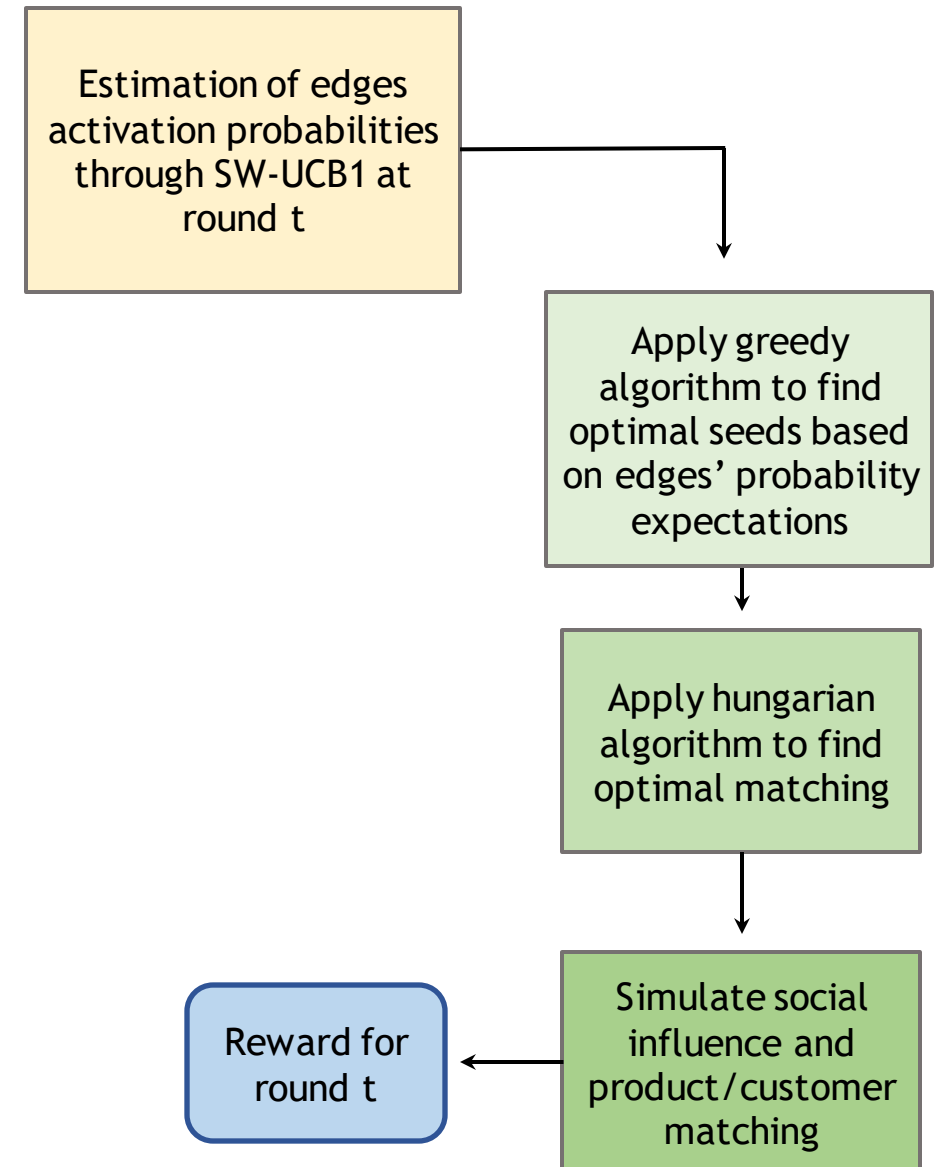 Estimation of edges
activation probabilities
through SW-UCB1 at
round t
Apply greedy
algorithm to find
optimal seeds based
on edges’ probability
expectations
Apply hungarian
algorithm to find
optimal matching
Simulate social
influence and
product/customer
matching
Reward for
round t